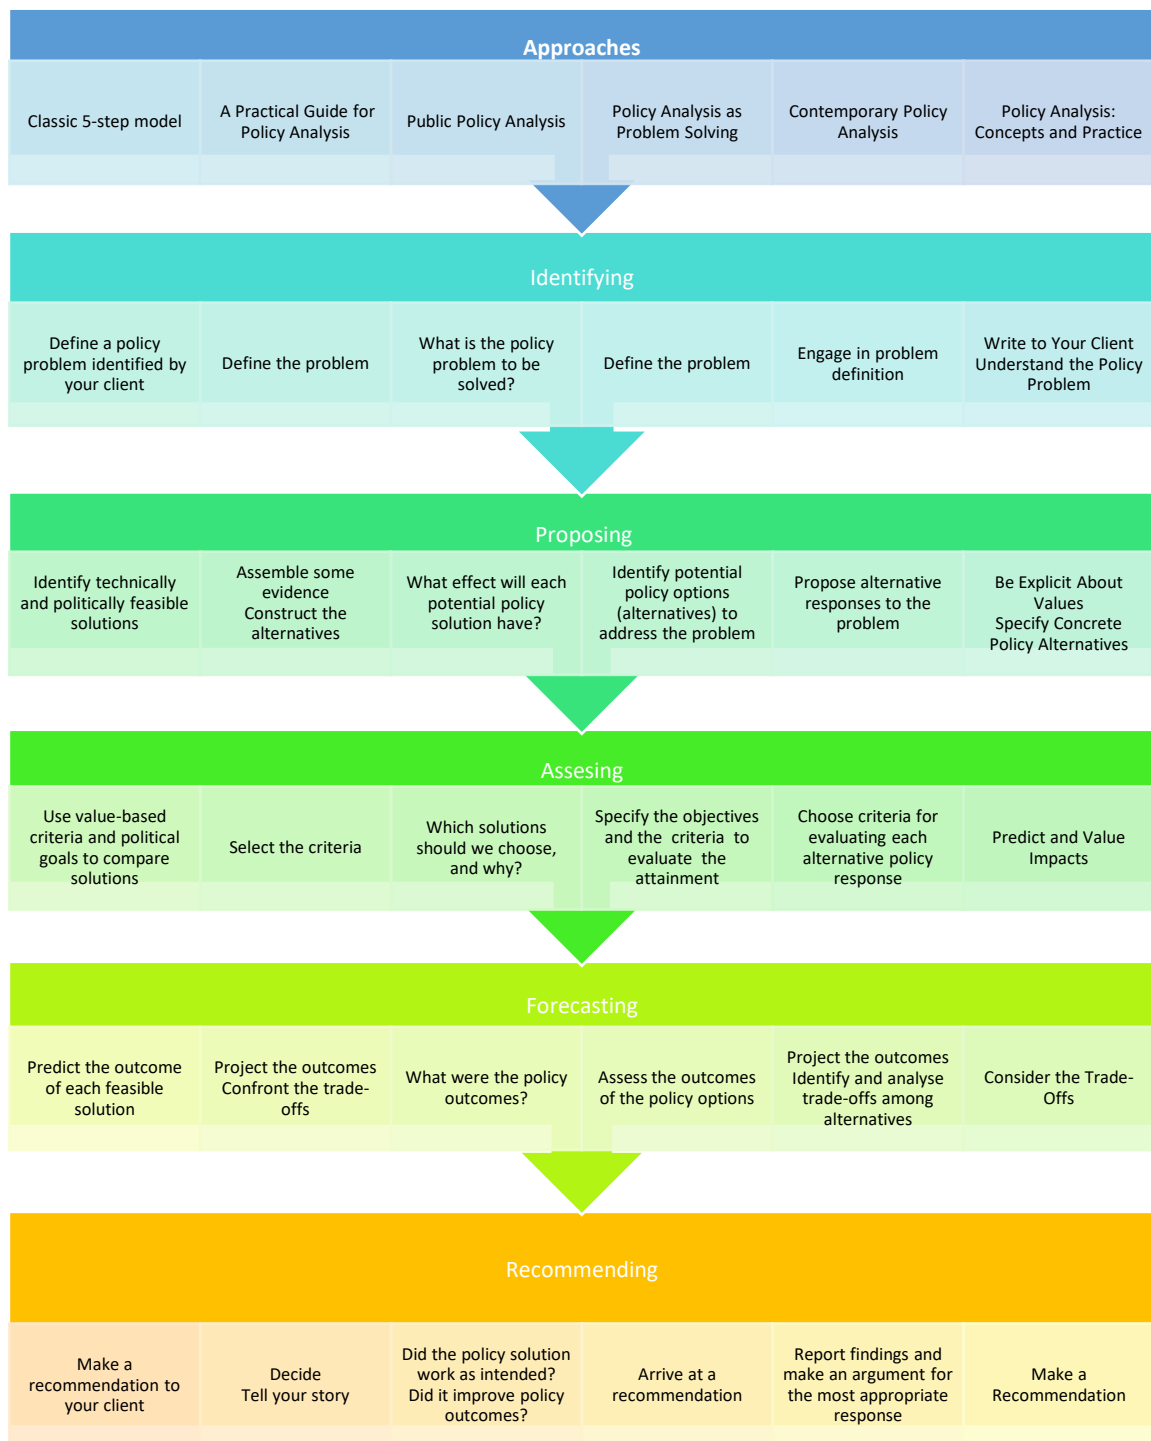 Approaches
Classic 5-step model
A Practical Guide for
Policy Analysis
Public Policy Analysis
Policy Analysis as
Problem Solving
Contemporary Policy
Analysis
Policy Analysis:
Concepts and Practice
Identifying
Define a policy
problem identified by
your client
Define the problem
What is the policy
problem to be
solved?
Define the problem
Engage in problem
definition
Write to Your Client
Understand the Policy
Problem
Proposing
Identify technically
and politically feasible
solutions
Assemble some
evidence
Construct the
alternatives
What effect will each
potential policy
solution have?
Identify potential
policy options
(alternatives) to
address the problem
Propose alternative
responses to the
problem
Be Explicit About
Values
Specify Concrete
Policy Alternatives
Assesing
Use value-based
criteria and political
goals to compare
solutions
Select the criteria
Which solutions
should we choose,
and why?
Specify the objectives
and the criteria to
evaluate the
attainment
Choose criteria for
evaluating each
alternative policy
response
Predict and Value
Impacts
Forecasting
Predict the outcome
of each feasible
solution
Project the outcomes
Confront the trade-
offs
What were the policy
outcomes?
Assess the outcomes
of the policy options
Project the outcomes
Identify and analyse
trade-offs among
alternatives
Consider the Trade-
Offs
Recommending
Make a
recommendation to
your client
Decide
Tell your story
Did the policy solution
work as intended?
Did it improve policy
outcomes?
Arrive at a
recommendation
Report findings and
make an argument for
the most appropriate
response
Make a
Recommendation